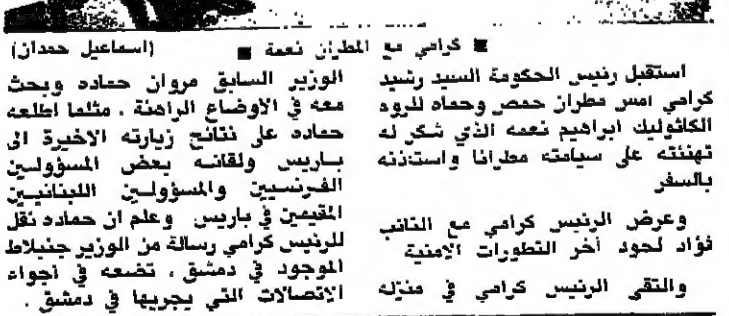 ■ كرامي مع المطران نعمة ■ (اسماعيل حمدان)
استقبل رئيس الحكومة السيد رشيد
كرامي امس مطران حمص وحماه للروم
الكاثوليك ابراهيم نعمه الذي شكر له
تهنئته على سيامته مطرانا واستاذنه
بالسفر
وعرض الرئيس كرامي مع النائب
فؤاد لحود آخر التطورات الامنية
والتقى الرئيس كرامي في منزله
الوزير السابق مروان حماده وبحث
معه في الاوضاع الراهنة ، مثلما اطلعه
حماده على نتائج زيارته الاخيرة الى
باريس ولقائه بعض المسؤولين
الفرنسيين والمسؤولين اللبنانيين
المقيمين في باريس وعلم ان حماده نقل
للرئيس كرامي رسالة من الوزير جنبلاط
الموجود في دمشق ، تضعه في اجواء
الاتصالات التي يجريها في دمشق .